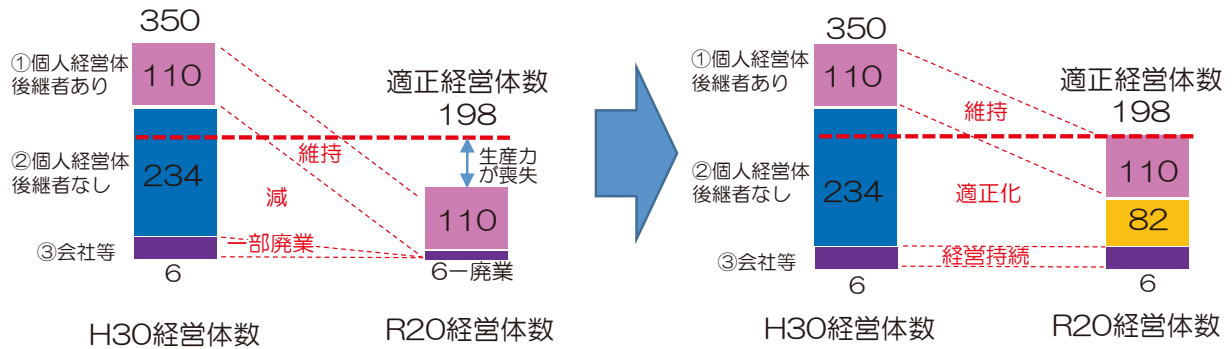 350
①個人経営体
後継者あり
110
適正経営体数
198
維持
生産力
が喪失
②個人経営体
後継者なし
234
減
110
一部廃業
③会社等
6
6ー廃業
H30経営体数
R20経営体数
350
①個人経営体
後継者あり
110
適正経営体数
198
維持
②個人経営体
後継者なし
234
適正化
110
82
③会社等
経営持続
6
6
H30経営体数
R20経営体数